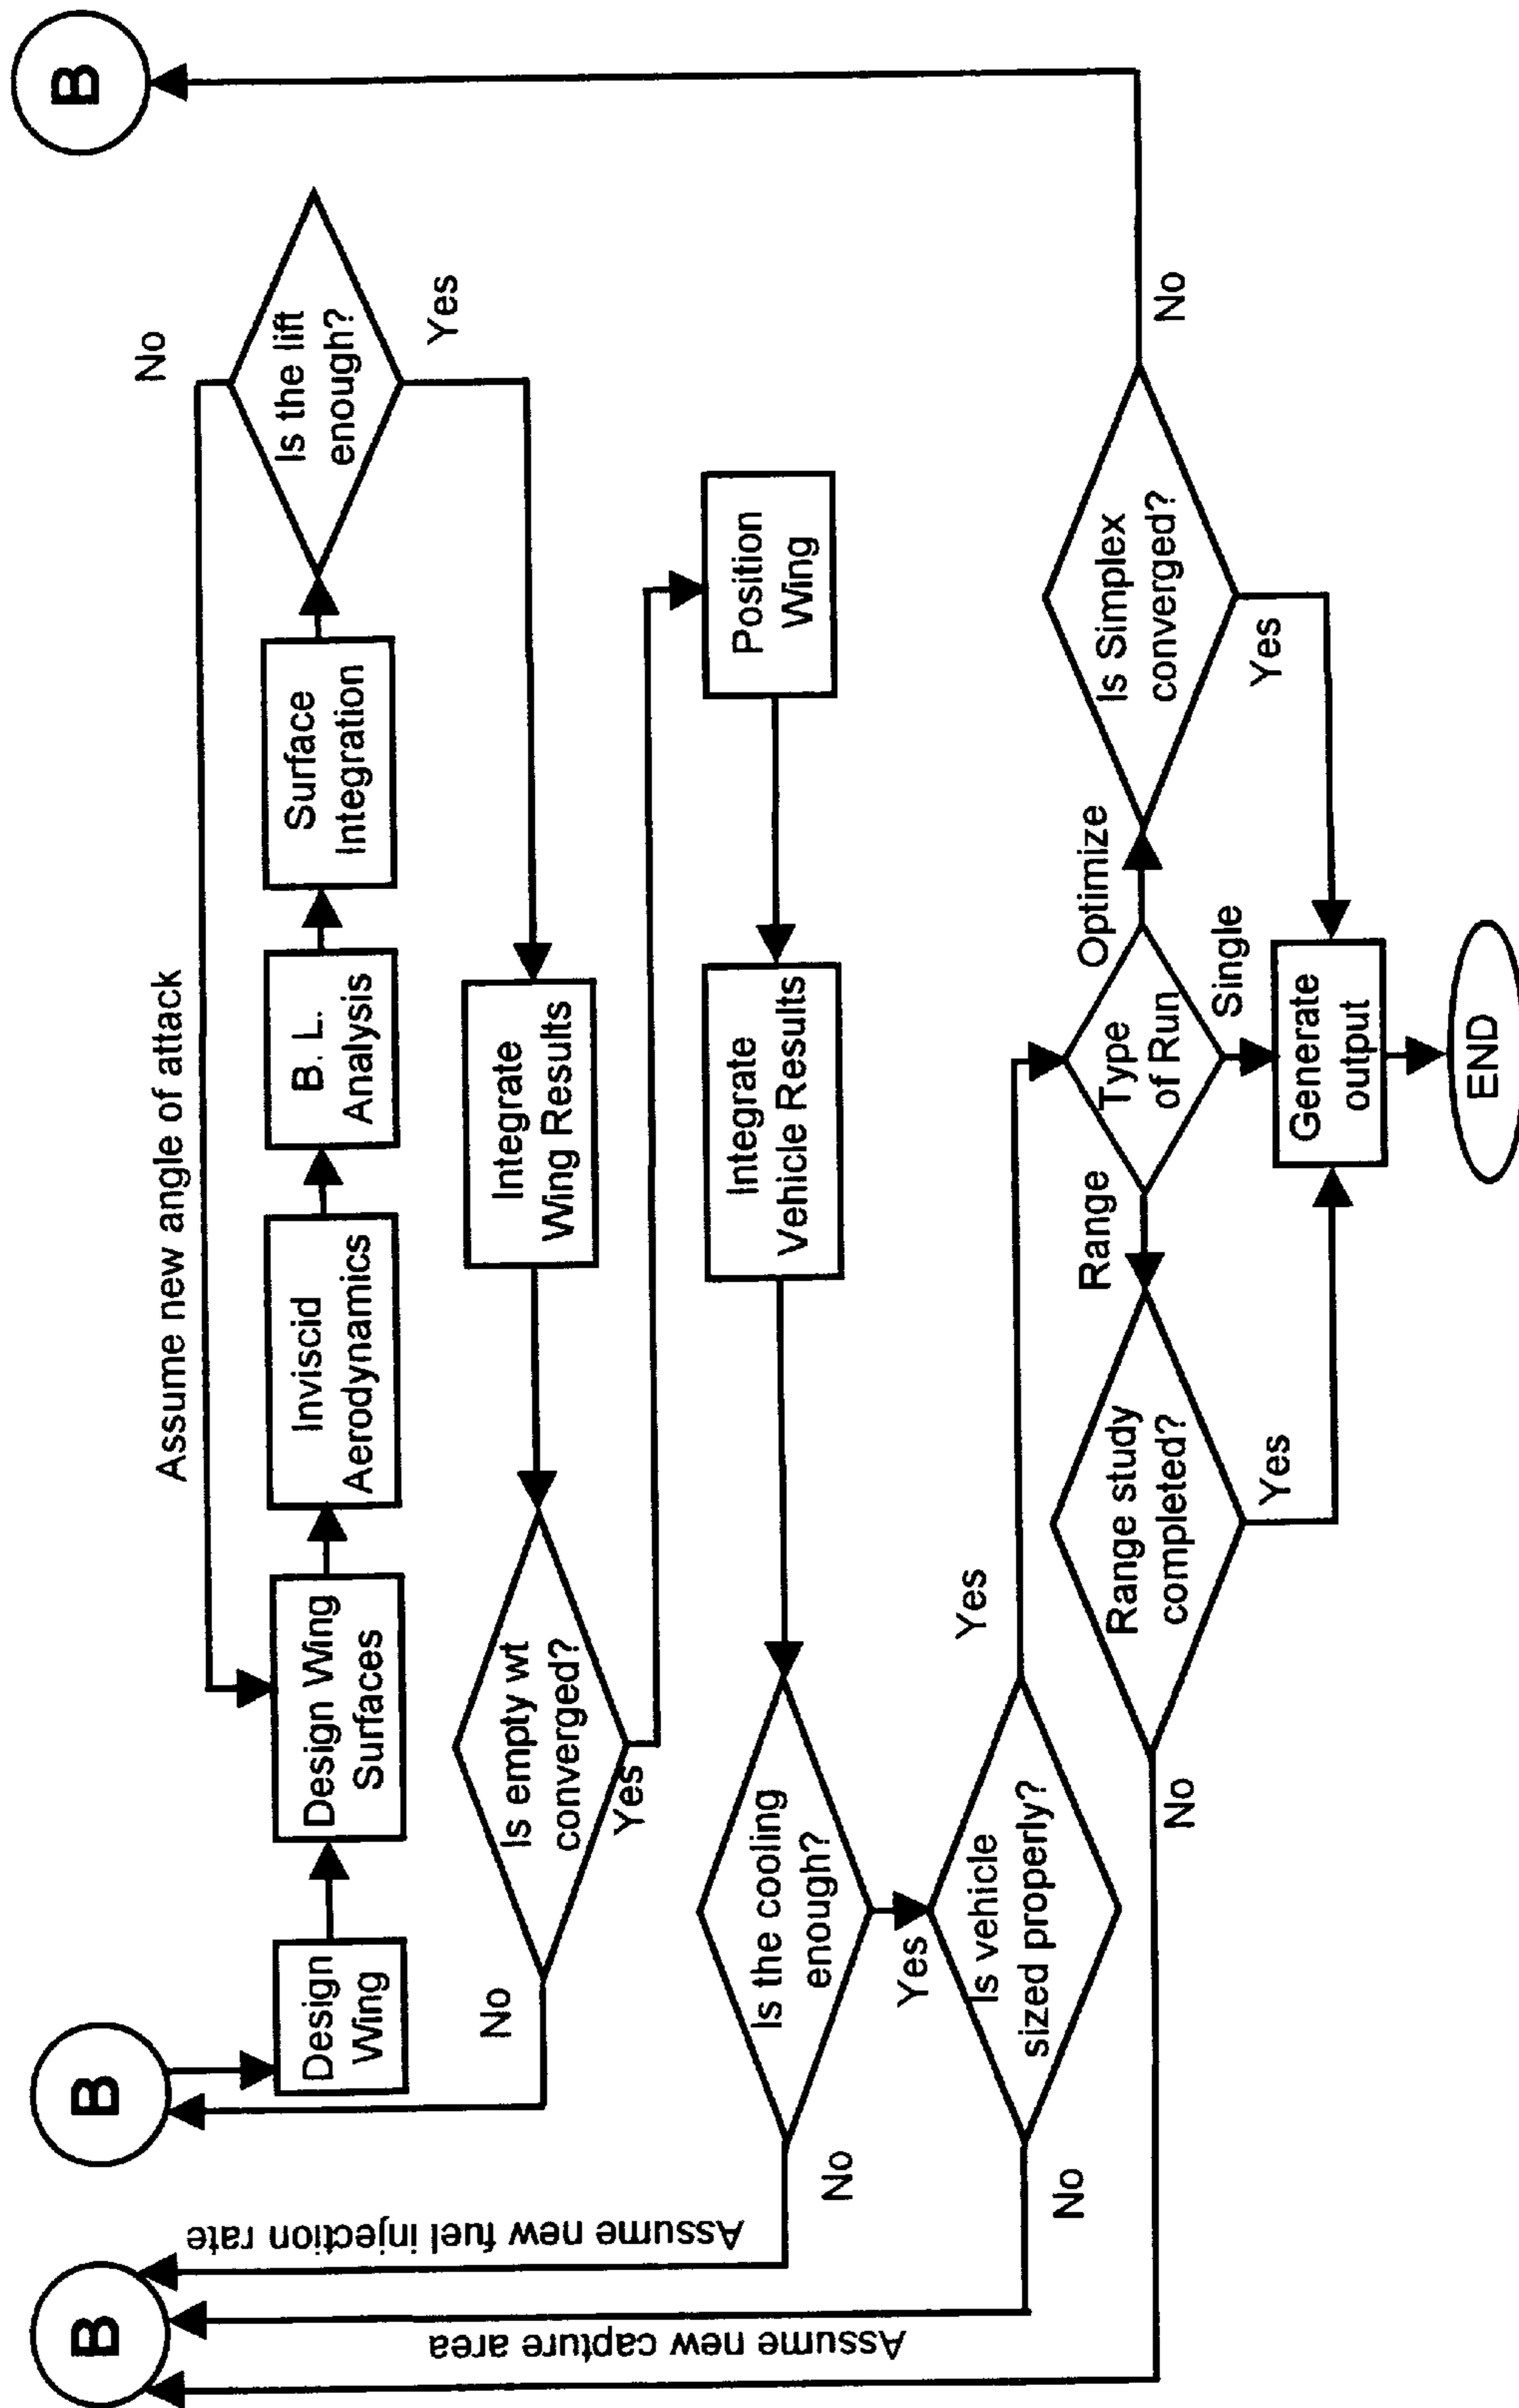 B
B
B
Assume new angle of attack
No
Design
Wing
Design Wing
Surfaces
Inviscid
Aerodynamics
B. L.
Analysis
Surface
Integration
Is the lift
enough?
Yes
No
Is empty wt
converged?
Yes
Integrate
Wing Results
Position
Wing
Assume new fuel injection rate
No
Is the cooling
enough?
Integrate
Vehicle Results
Yes
Assume new capture area
No
Is vehicle
sized properly?
Yes
No
Range study
completed?
Yes
Range
Type
of Run
Optimize
Single
Is Simplex
converged?
No
Yes
Generate
output
END